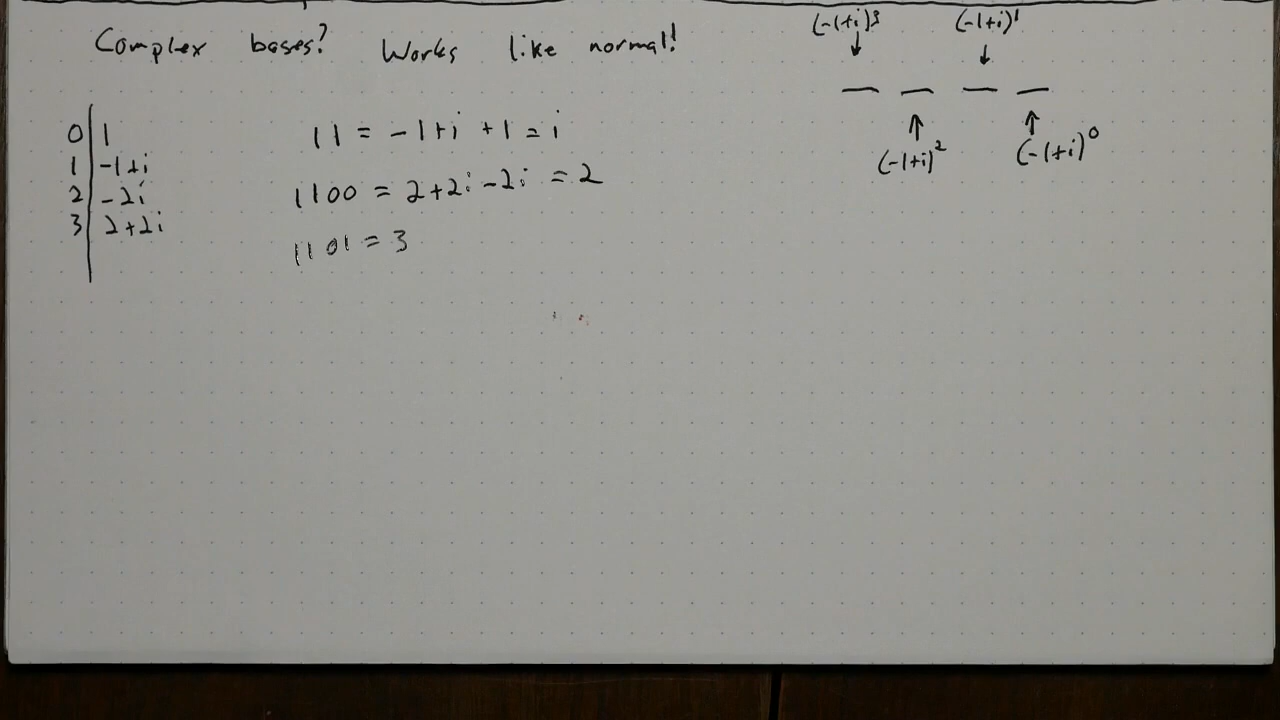 Complex bases? Works like normal!
(-1+i)³ (-1+i)¹
(-1+i)² (-1+i)⁰
0 | 1
1 | -1+i
2 | -2i
3 | 2+2i
11 = -1+i +1 = i
1100 = 2+2i -2i = 2
1101 = 3